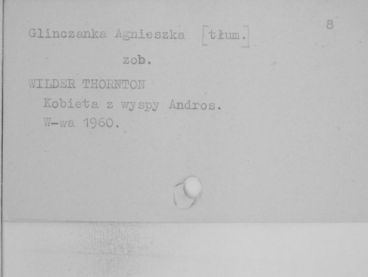 8
Glinczanka Agnieszka [tłum.]
zob.
WILDER THORNTON
Kobieta z wyspy Andros.
W-wa 1960.